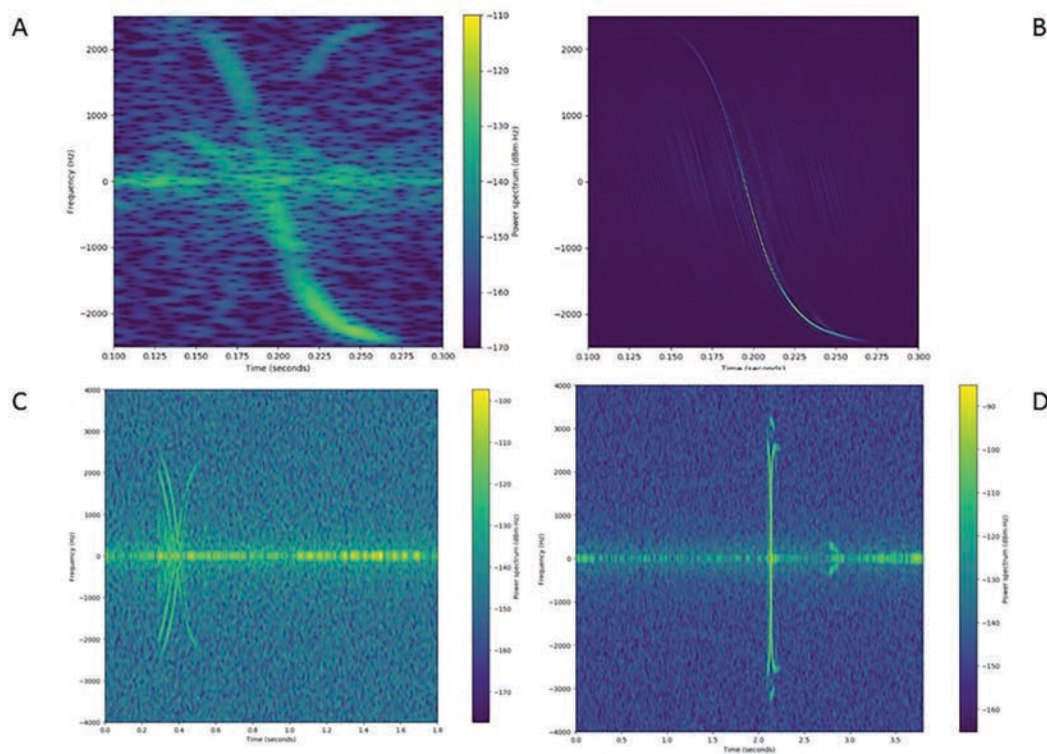 A
B
2000
1000
0
−1000
−2000
Frequency (Hz)
0.100 0.125 0.150 0.175 0.200 0.225 0.250 0.275 0.300
Time (seconds)
−110
−120
−130
−140
−150
−160
−170
Power spectrum (dBm·Hz)
2000
1000
0
−1000
−2000
0.100 0.125 0.150 0.175 0.200 0.225 0.250 0.275 0.300
Time (seconds)
C
D
4000
3000
2000
1000
0
−1000
−2000
−3000
−4000
Frequency (Hz)
0.0 0.2 0.4 0.6 0.8 1.0 1.2 1.4 1.6 1.8
Time (seconds)
−100
−110
−120
−130
−140
−150
−160
−170
Power spectrum (dBm·Hz)
4000
3000
2000
1000
0
−1000
−2000
−3000
−4000
Frequency (Hz)
0.0 0.5 1.0 1.5 2.0 2.5 3.0 3.5
Time (seconds)
−90
−100
−110
−120
−130
−140
−150
−160
Power spectrum (dBm·Hz)